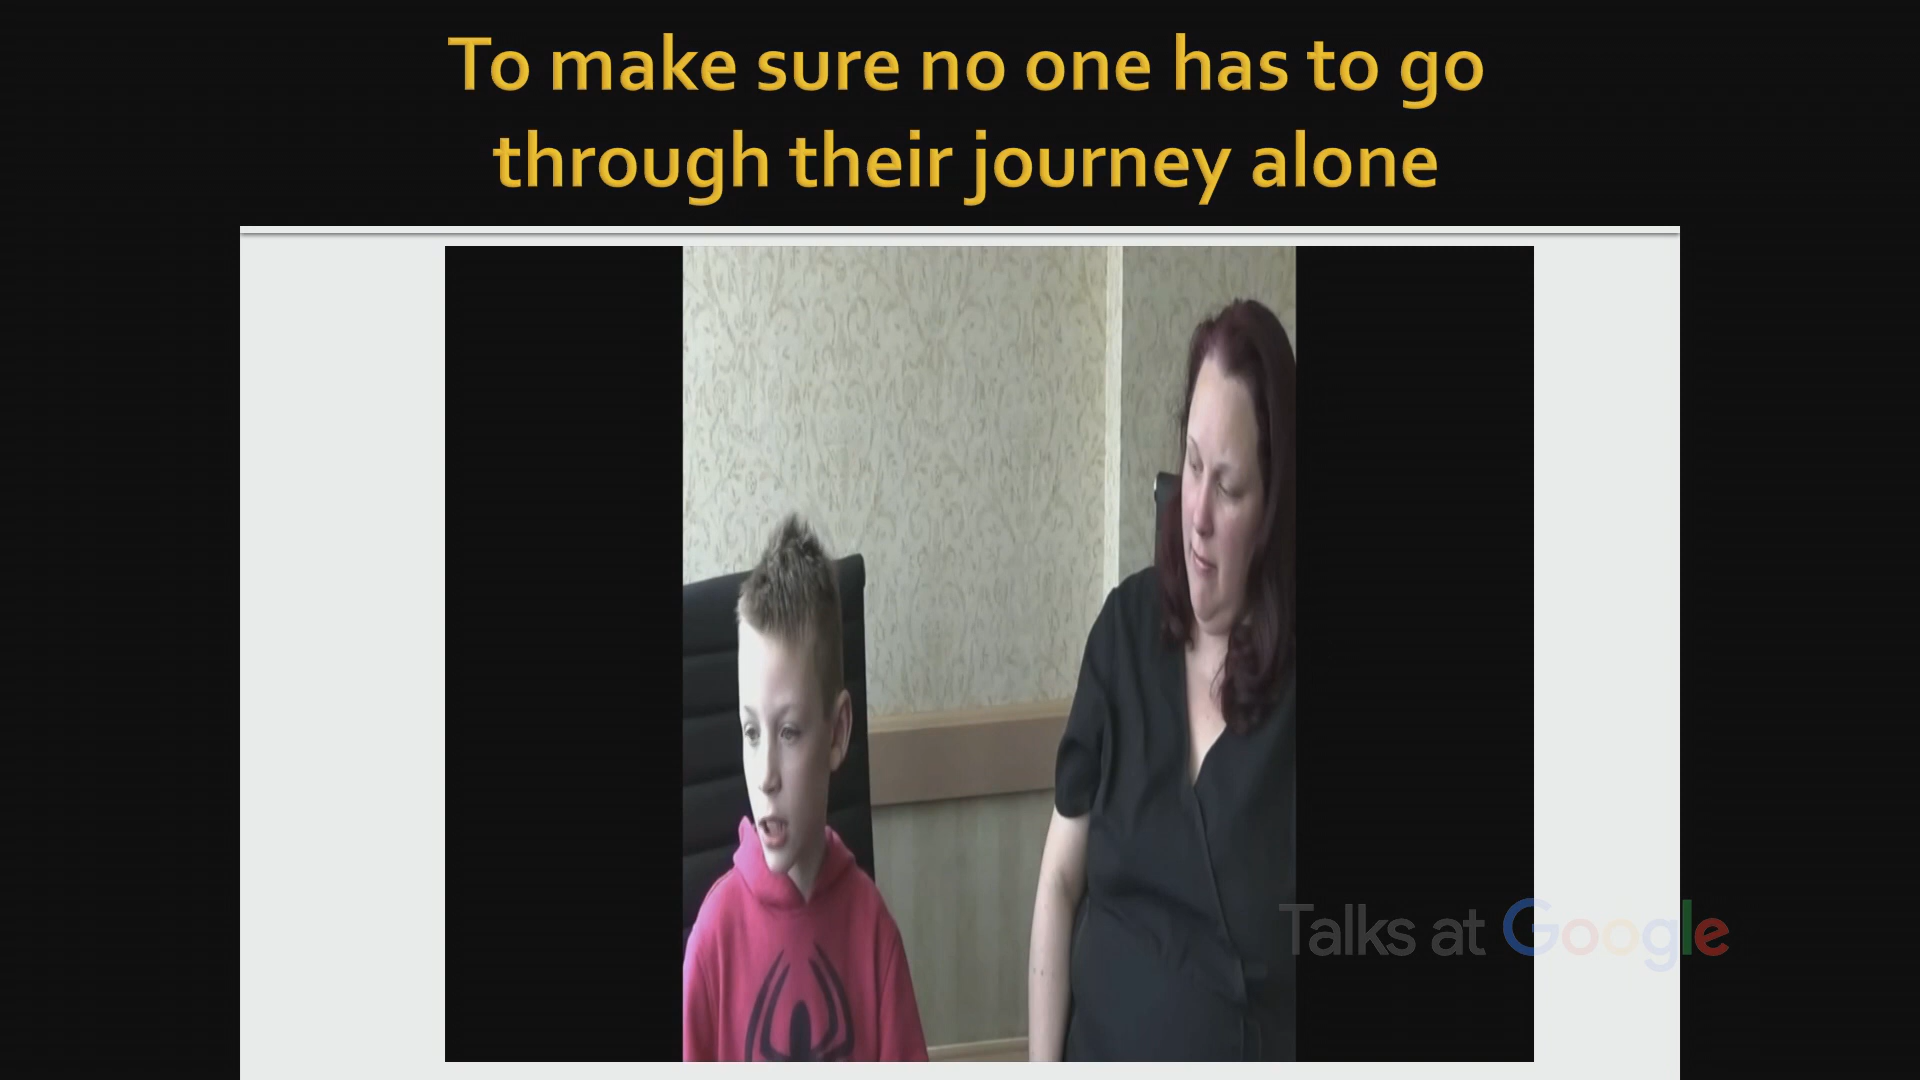 To make sure no one has to go
through their journey alone
Talks at Google